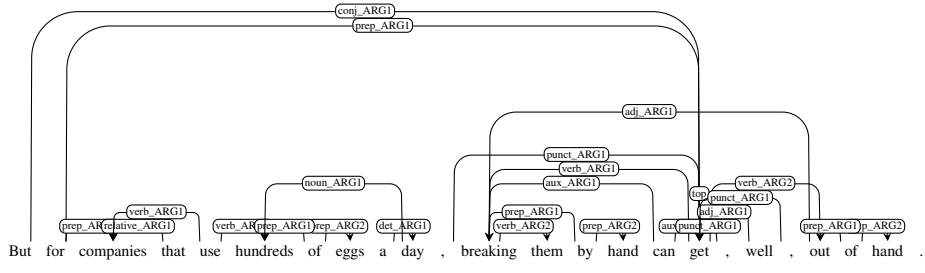 conj_ARG1
prep_ARG1
adj_ARG1
punct_ARG1
verb_ARG1
noun_ARG1 aux_ARG1 verb_ARG2
top punct_ARG1
verb_ARG1 prep_ARG1 adj_ARG1
relative_ARG1 prep_ARG1 det_ARG1 verb_ARG2 prep_ARG2 punct_ARG1 prep_ARG1
But for companies that use hundreds of eggs a day , breaking them by hand can get , well , out of hand .